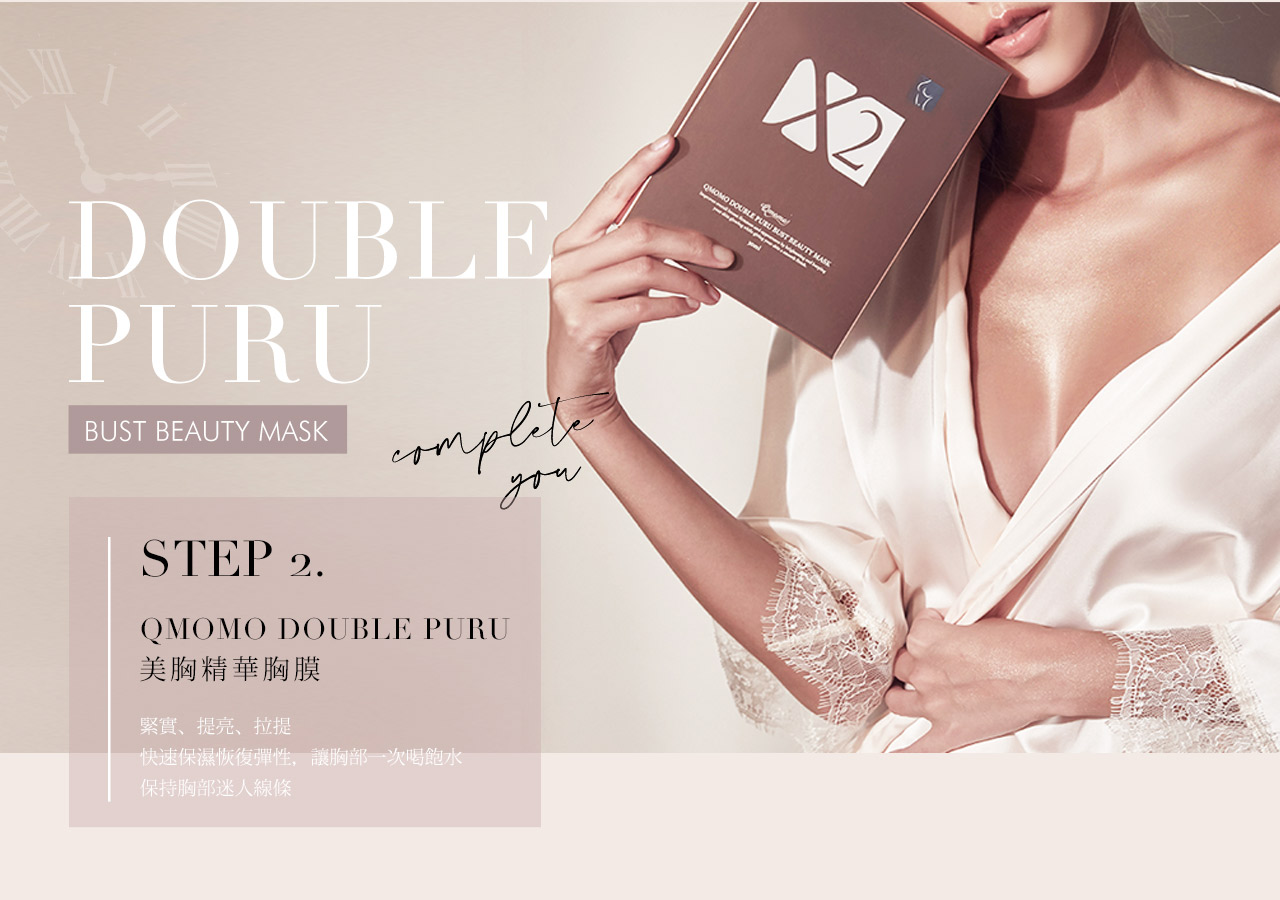 X2
Qmomo
QMOMO DOUBLE PURU BUST BEAUTY MASK
30ml
DOUBLE
PURU
BUST BEAUTY MASK
complete
you
STEP 2.
QMOMO DOUBLE PURU
美胸精華胸膜
緊實、提亮、拉提
快速保濕恢復彈性，讓胸部一次喝飽水
保持胸部迷人線條